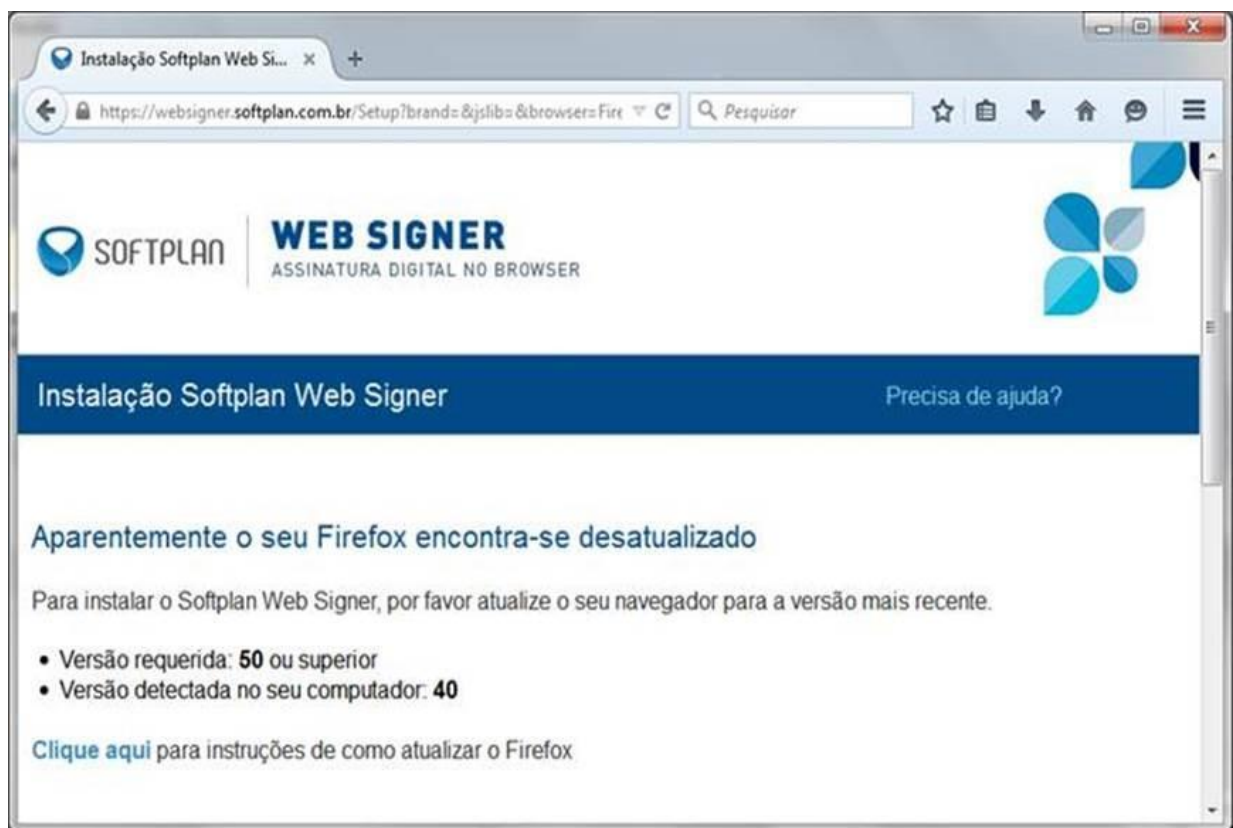 Instalação Softplan Web Si...
https://websigner.softplan.com.br/Setup?brand=&jslib=&browser=Fire
Pesquisar
SOFTPLAN
WEB SIGNER
ASSINATURA DIGITAL NO BROWSER
Instalação Softplan Web Signer
Precisa de ajuda?
Aparentemente o seu Firefox encontra-se desatualizado
Para instalar o Softplan Web Signer, por favor atualize o seu navegador para a versão mais recente.
• Versão requerida: 50 ou superior
• Versão detectada no seu computador: 40
Clique aqui para instruções de como atualizar o Firefox